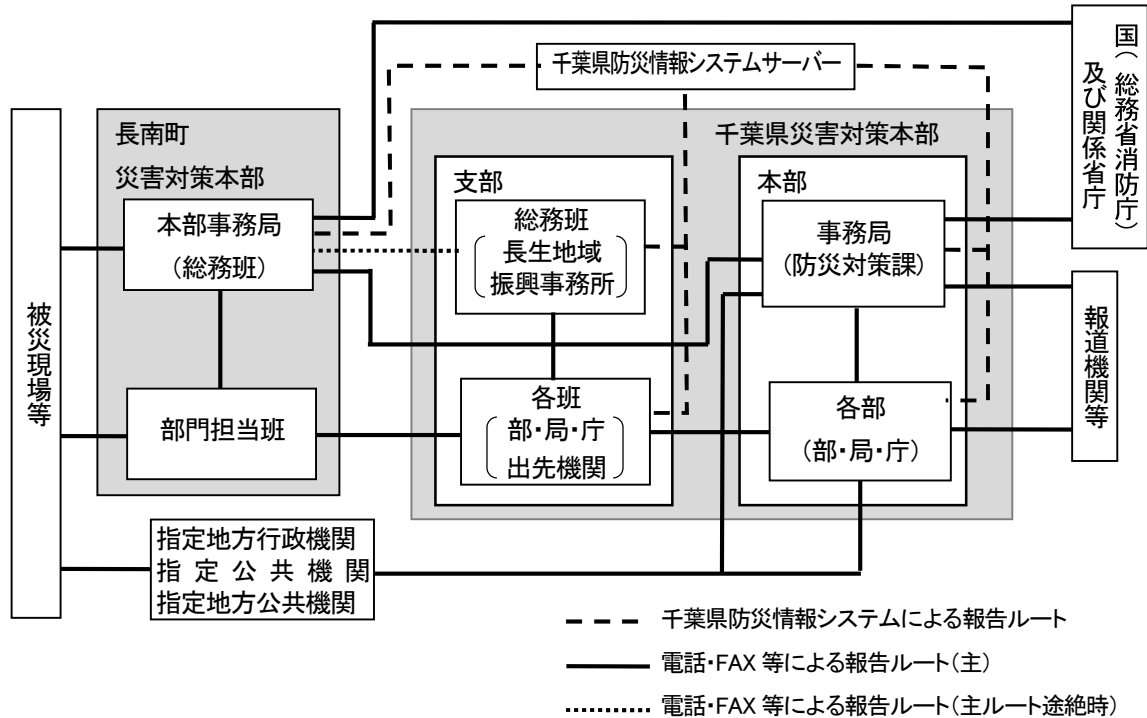 国(総務省消防庁)
及び関係省庁
千葉県防災情報システムサーバー
長南町
災害対策本部
千葉県災害対策本部
支部
本部
本部事務局
(総務班)
総務班
長生地域
振興事務所
事務局
(防災対策課)
被災現場等
報道機関等
部門担当班
各班
部・局・庁
出先機関
各部
(部・局・庁)
指定地方行政機関
指定公共機関
指定地方公共機関
千葉県防災情報システムによる報告ルート
電話・FAX 等による報告ルート(主)
電話・FAX 等による報告ルート(主ルート途絶時)